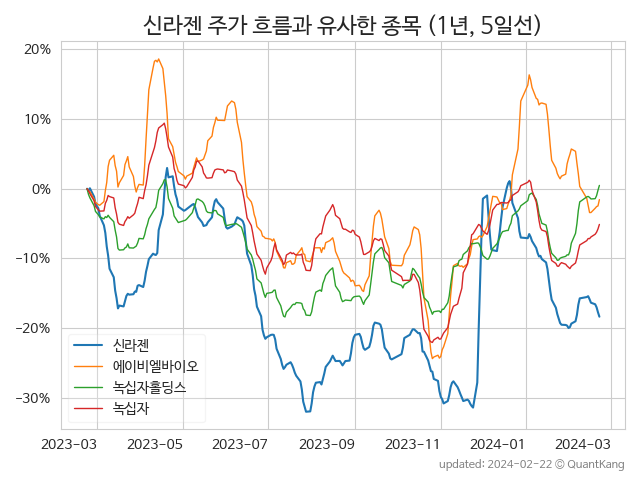 신라젠 주가 흐름과 유사한 종목 (1년, 5일선)
20%
10%
0%
−10%
−20%
−30%
신라젠
에이비엘바이오
녹십자홀딩스
녹십자
2023-03 2023-05 2023-07 2023-09 2023-11 2024-01 2024-03
updated: 2024-02-22 © QuantKang